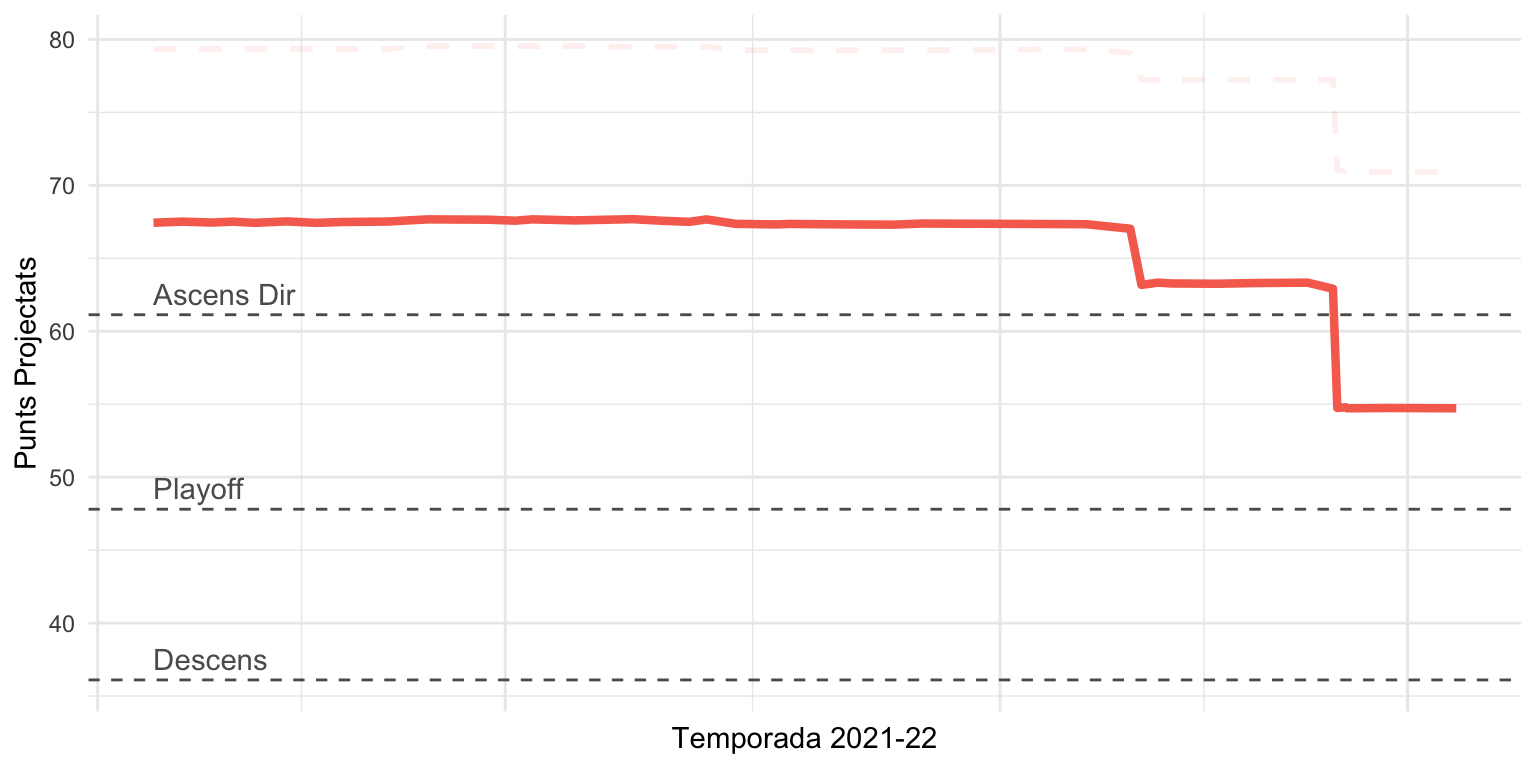 80
70
60
50
40
Punts Projectats
Ascens Dir
Playoff
Descens
Temporada 2021-22